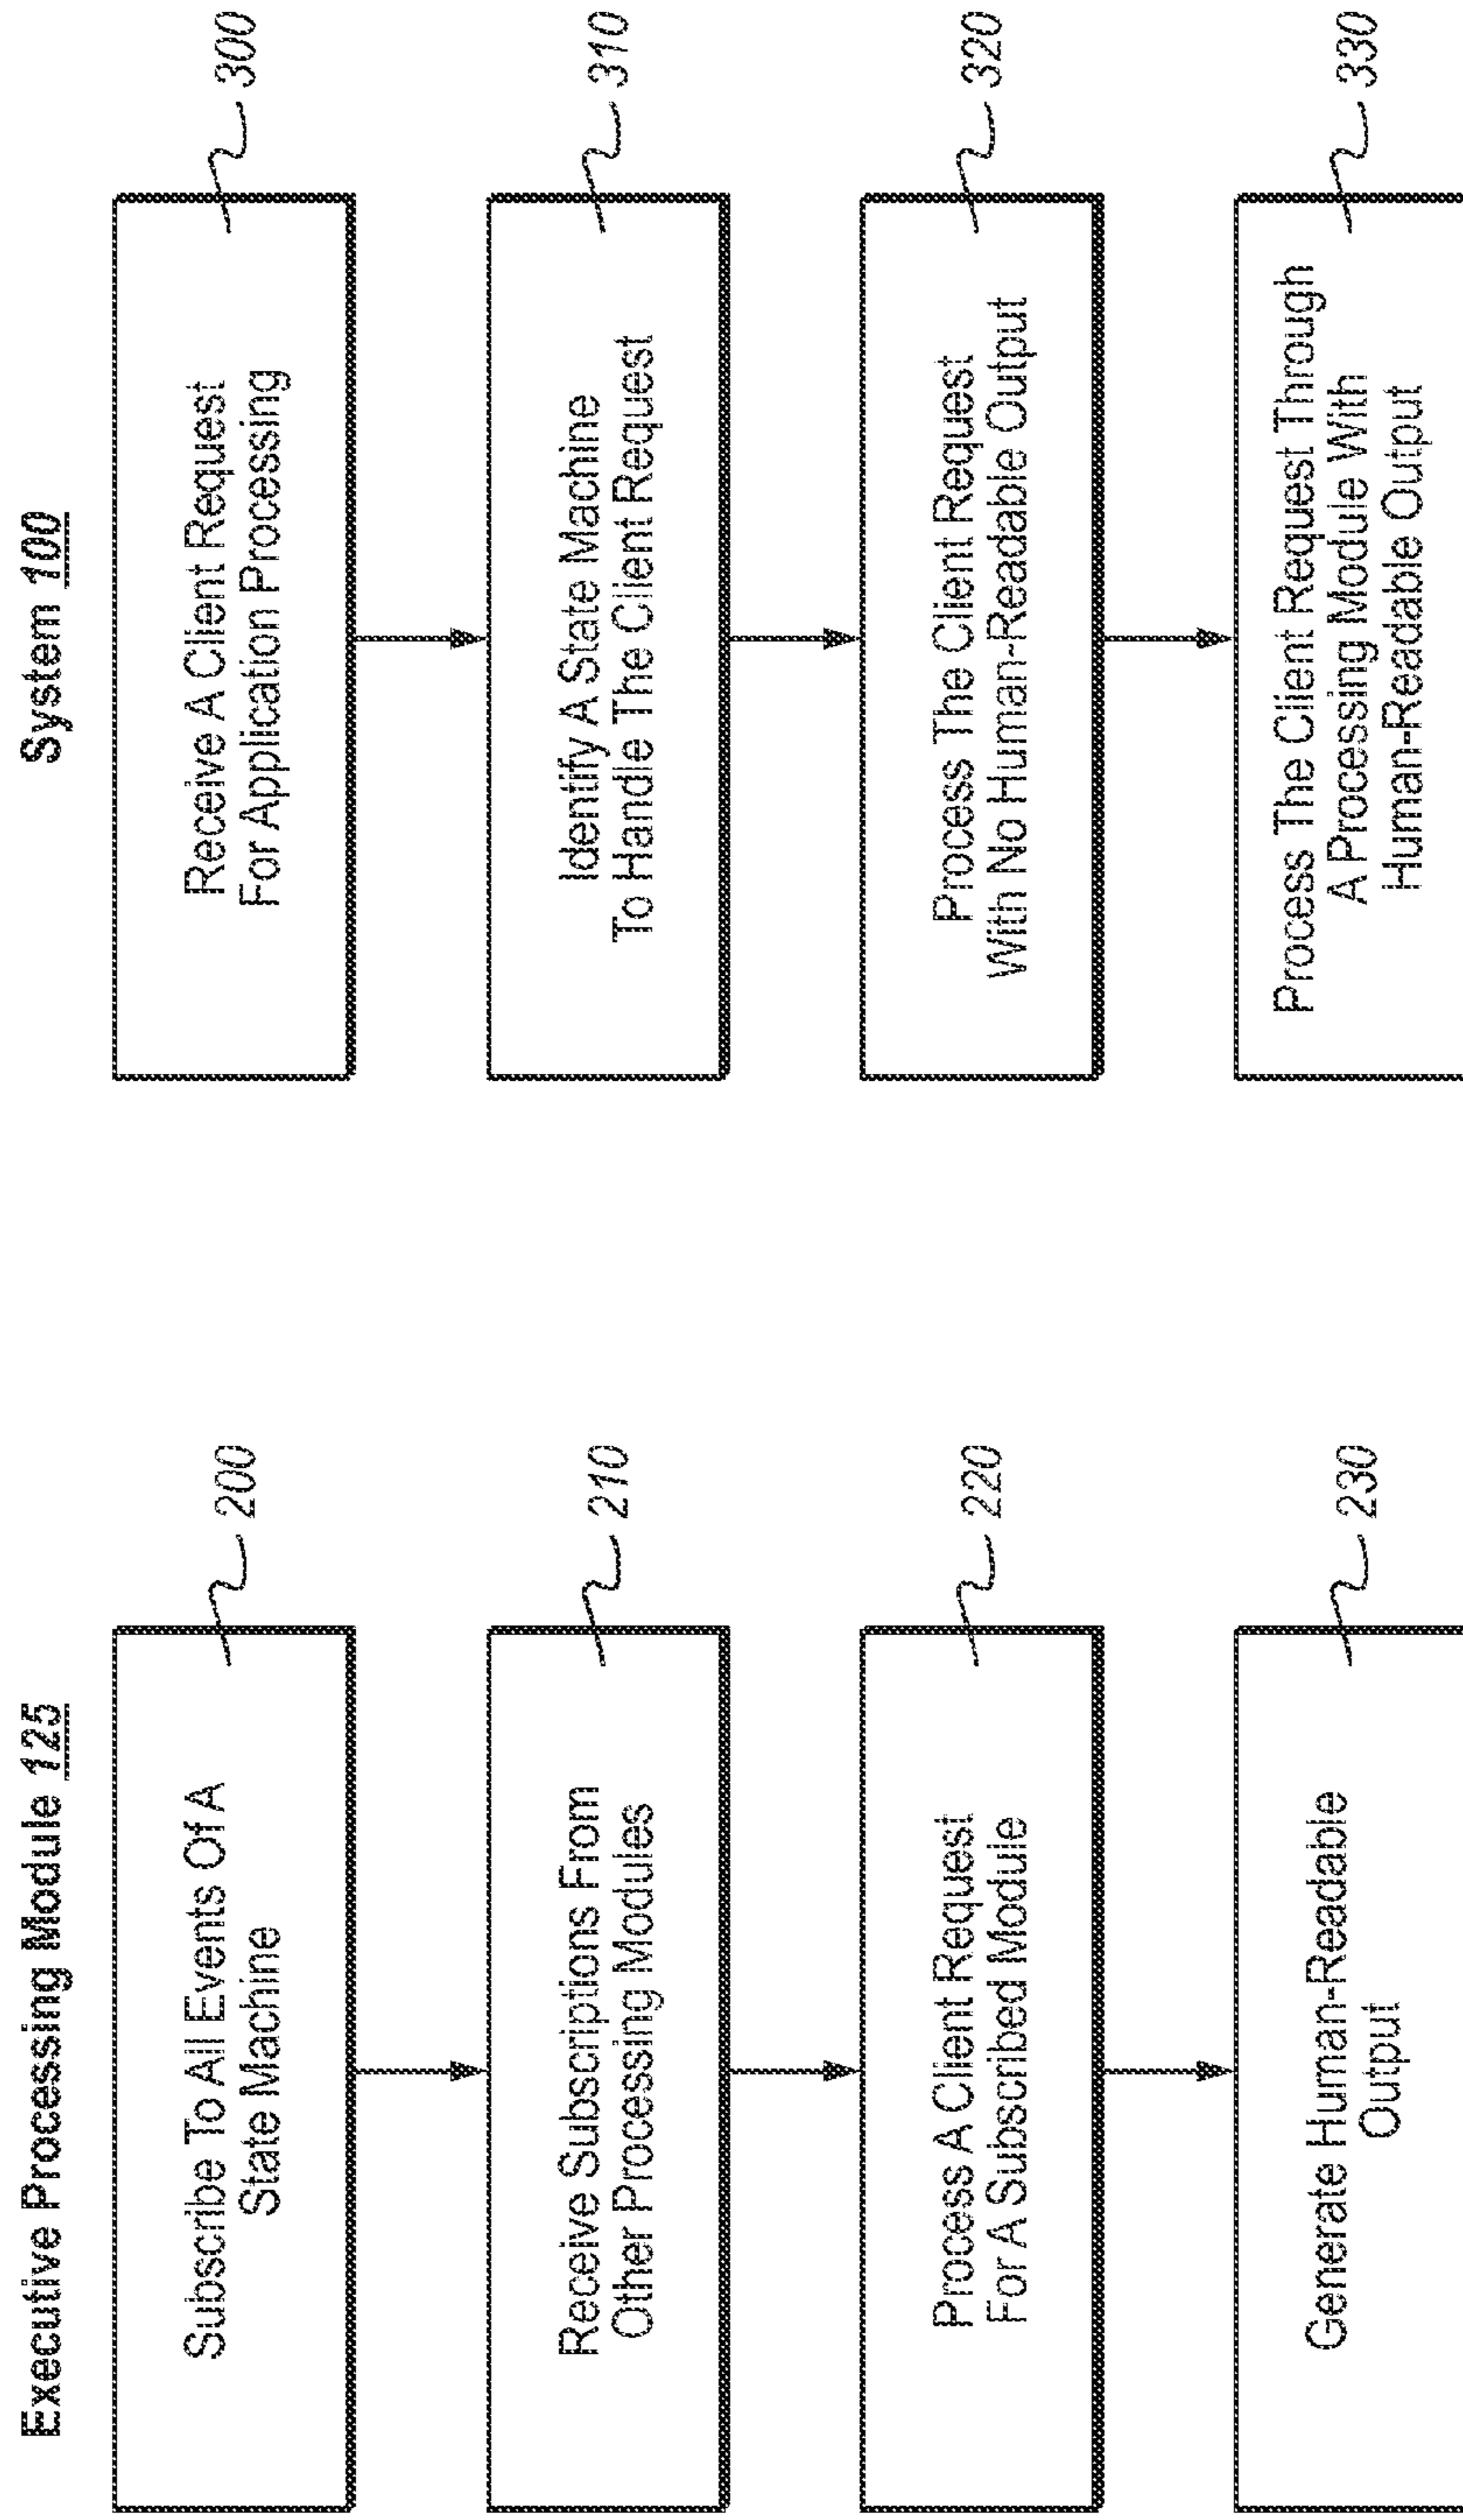 Executive Processing Module 125
Subscribe To All Events Of A
State Machine
200
Receive Subscriptions From
Other Processing Modules
210
Process A Client Request
For A Subscribed Module
220
Generate Human-Readable
Output
230
System 100
Receive A Client Request
For Application Processing
300
Identify A State Machine
To Handle The Client Request
310
Process The Client Request
With No Human-Readable Output
320
Process The Client Request Through
A Processing Module With
Human-Readable Output
330